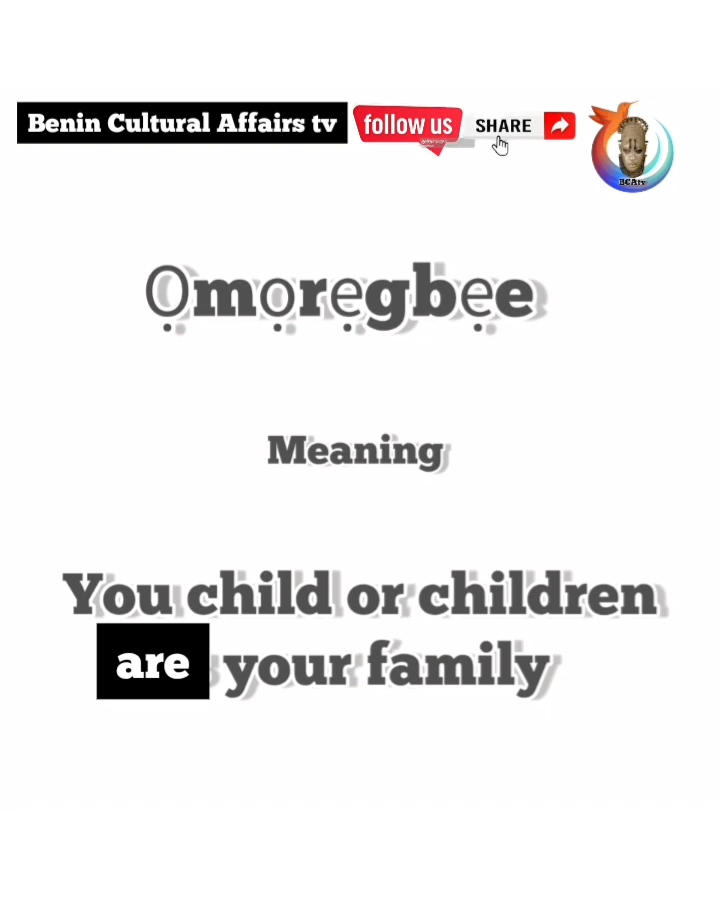 Benin Cultural Affairs tv
follow us
SHARE
BCAtv
Ọmọrẹgbẹe
Meaning
You child or children
are your family